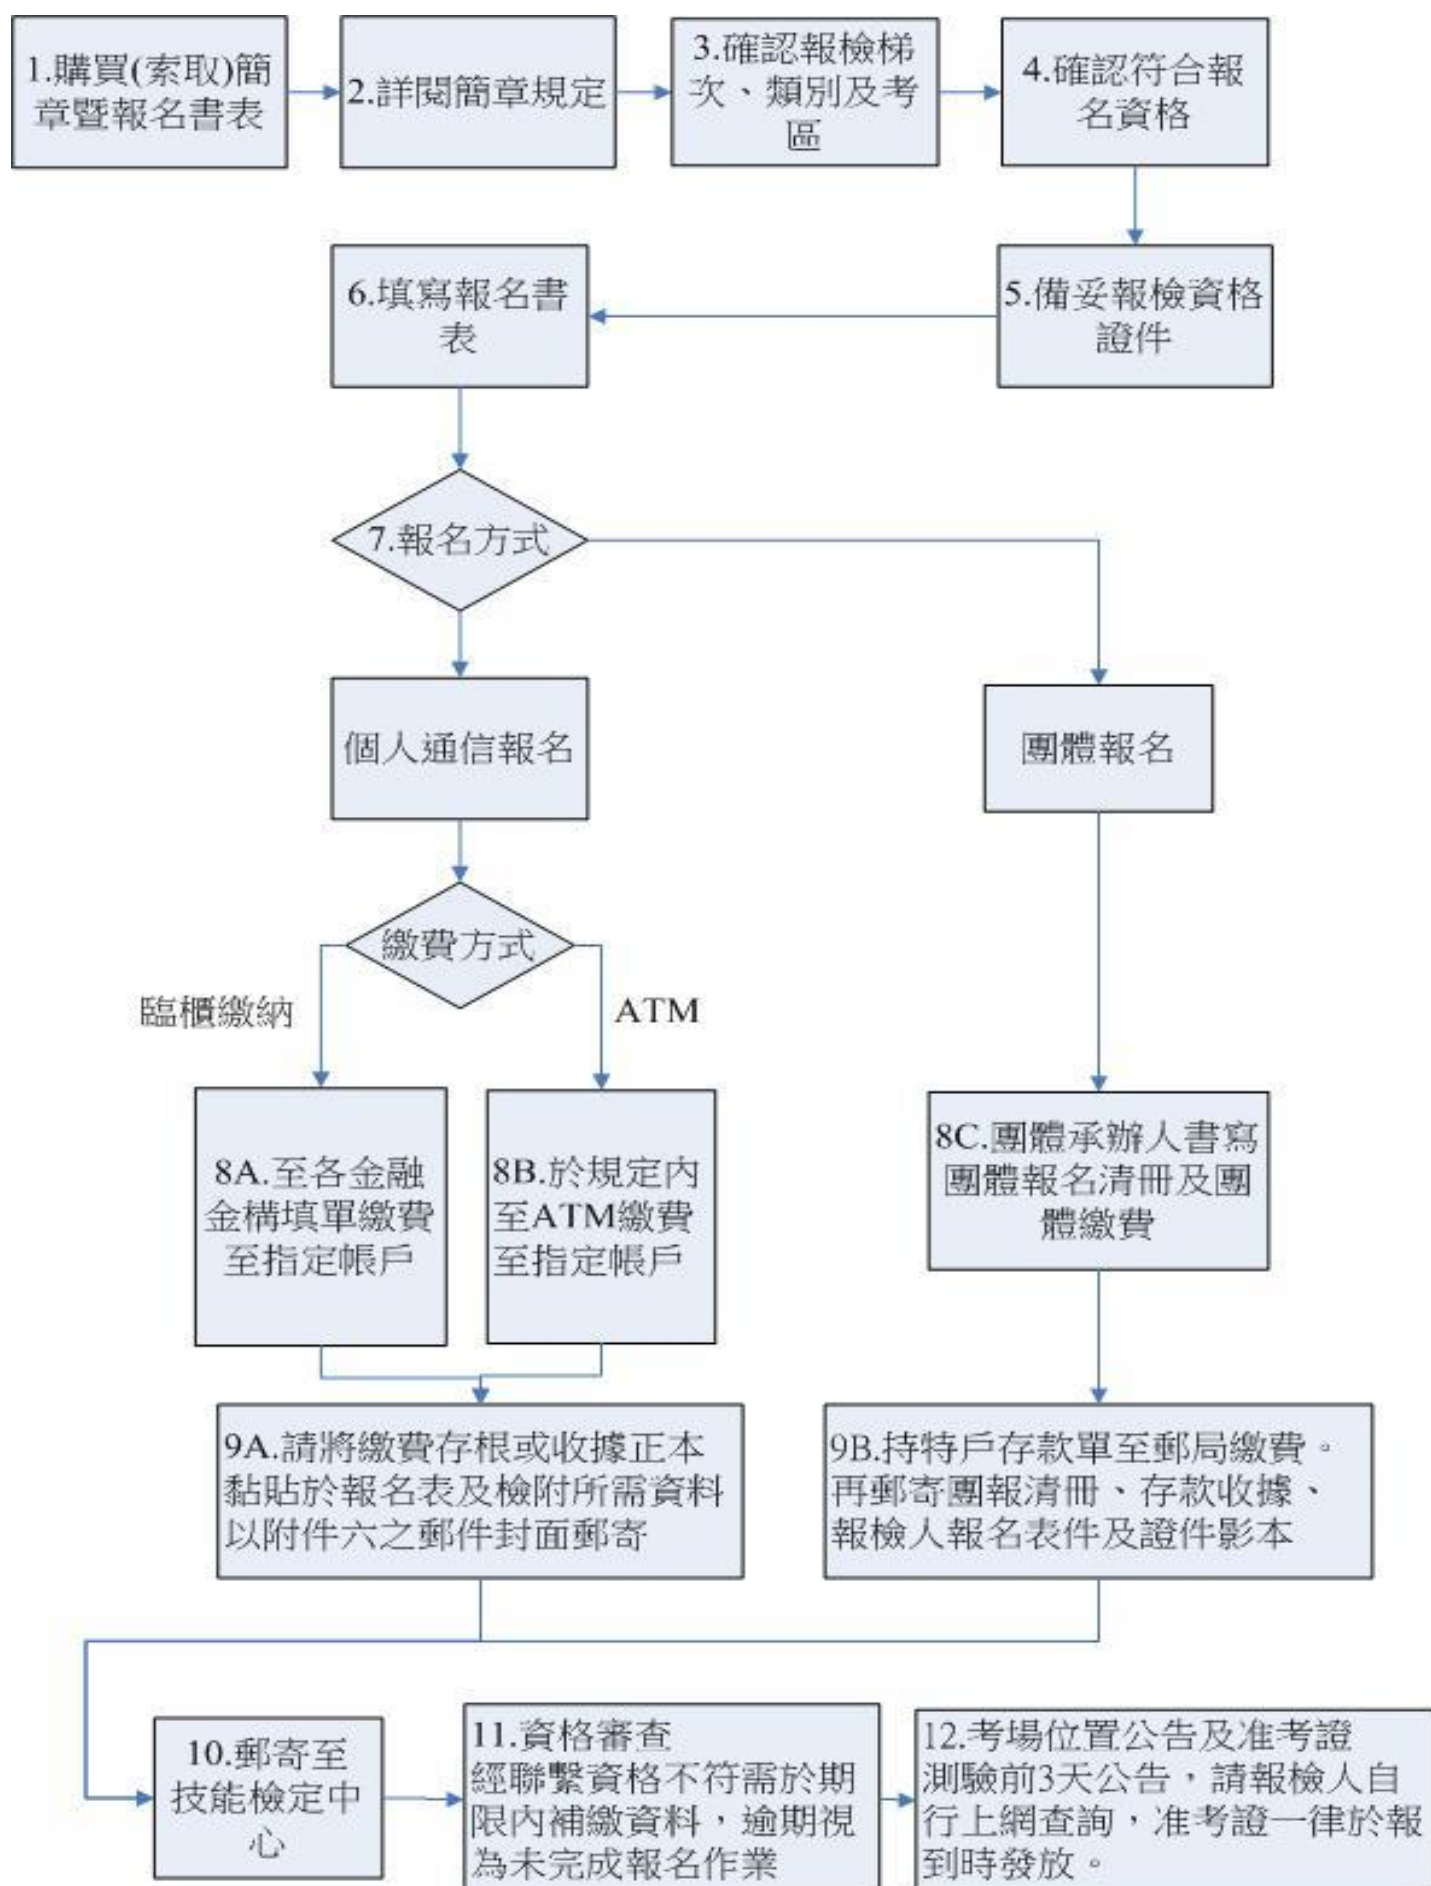 1.購買(索取)簡
章暨報名書表
2.詳閱簡章規定
3.確認報檢梯
次、類別及考
區
4.確認符合報
名資格
5.備妥報檢資格
證件
6.填寫報名書
表
7.報名方式
個人通信報名
團體報名
繳費方式
臨櫃繳納
ATM
8A.至各金融
金構填單繳費
至指定帳戶
8B.於規定內
至ATM繳費
至指定帳戶
8C.團體承辦人書寫
團體報名清冊及團
體繳費
9A.請將繳費存根或收據正本
黏貼於報名表及檢附所需資料
以附件六之郵件封面郵寄
9B.持特戶存款單至郵局繳費。
再郵寄團報清冊、存款收據、
報檢人報名表件及證件影本
10.郵寄至
技能檢定中
心
11.資格審查
經聯繫資格不符需於期
限內補繳資料，逾期視
為未完成報名作業
12.考場位置公告及准考證
測驗前3天公告，請報檢人自
行上網查詢，准考證一律於報
到時發放。